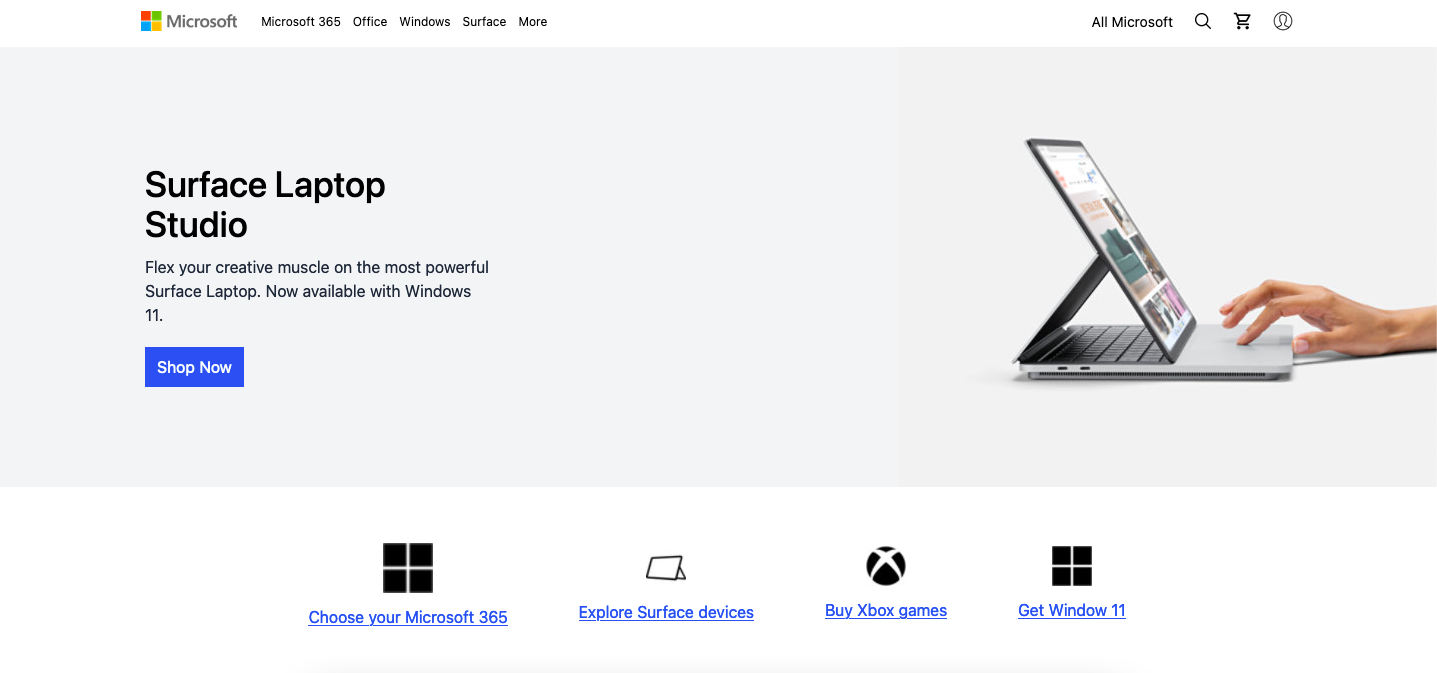 Microsoft Microsoft 365 Office Windows Surface More All Microsoft
Surface Laptop
Studio
Flex your creative muscle on the most powerful
Surface Laptop. Now available with Windows
11.
Shop Now
Choose your Microsoft 365 Explore Surface devices Buy Xbox games Get Window 11